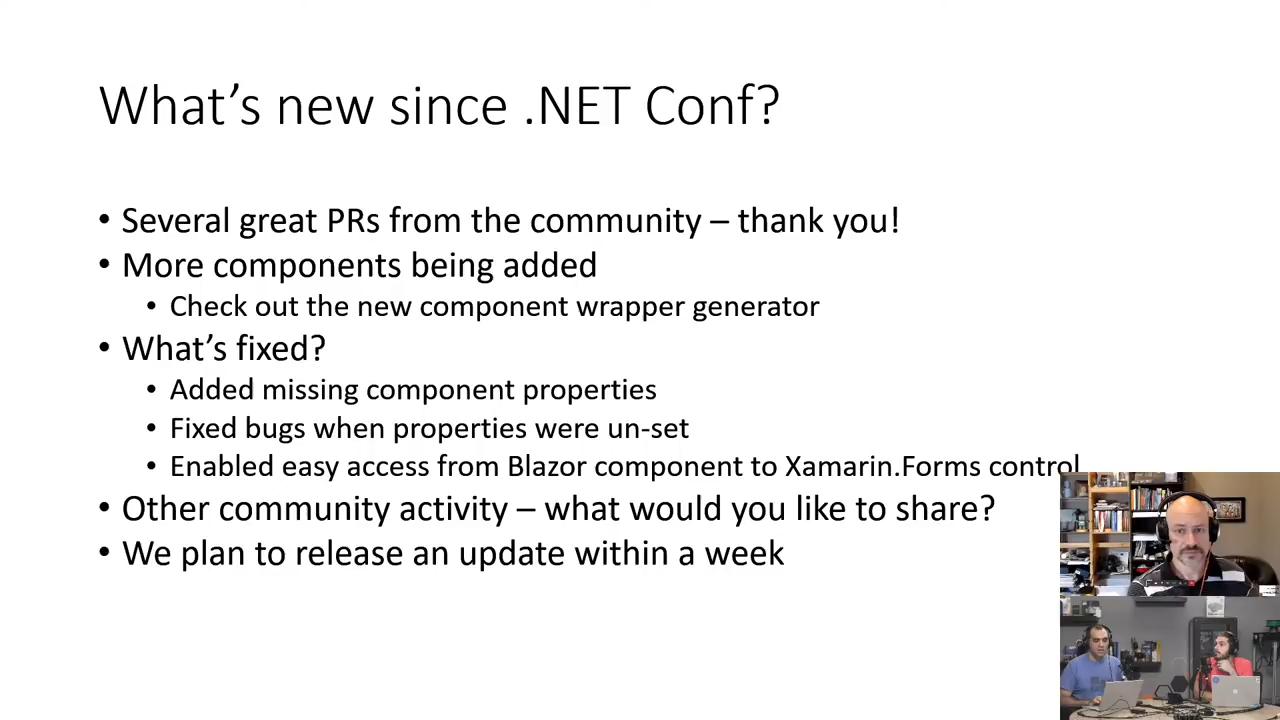 What’s new since .NET Conf?
• Several great PRs from the community – thank you!
• More components being added
• Check out the new component wrapper generator
• What’s fixed?
• Added missing component properties
• Fixed bugs when properties were un-set
• Enabled easy access from Blazor component to Xamarin.Forms control
• Other community activity – what would you like to share?
• We plan to release an update within a week